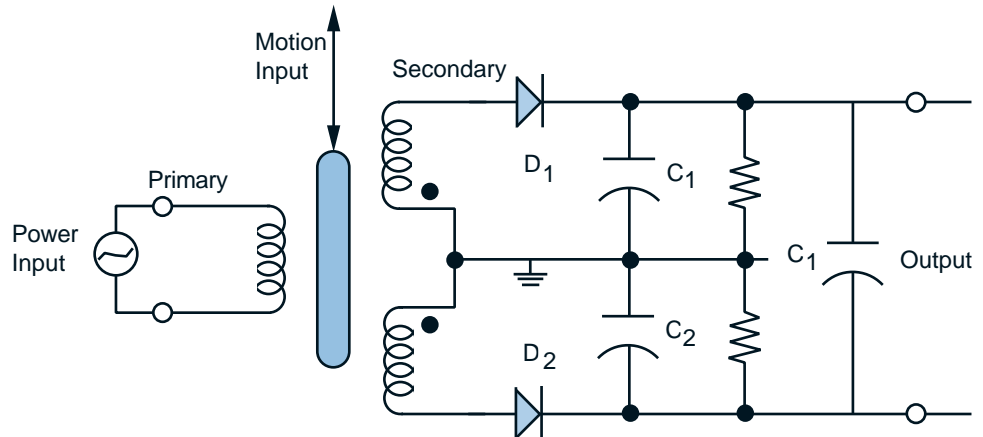 Motion
Input
Secondary
D1
C1
Primary
Power
Input
C1
Output
C2
D2